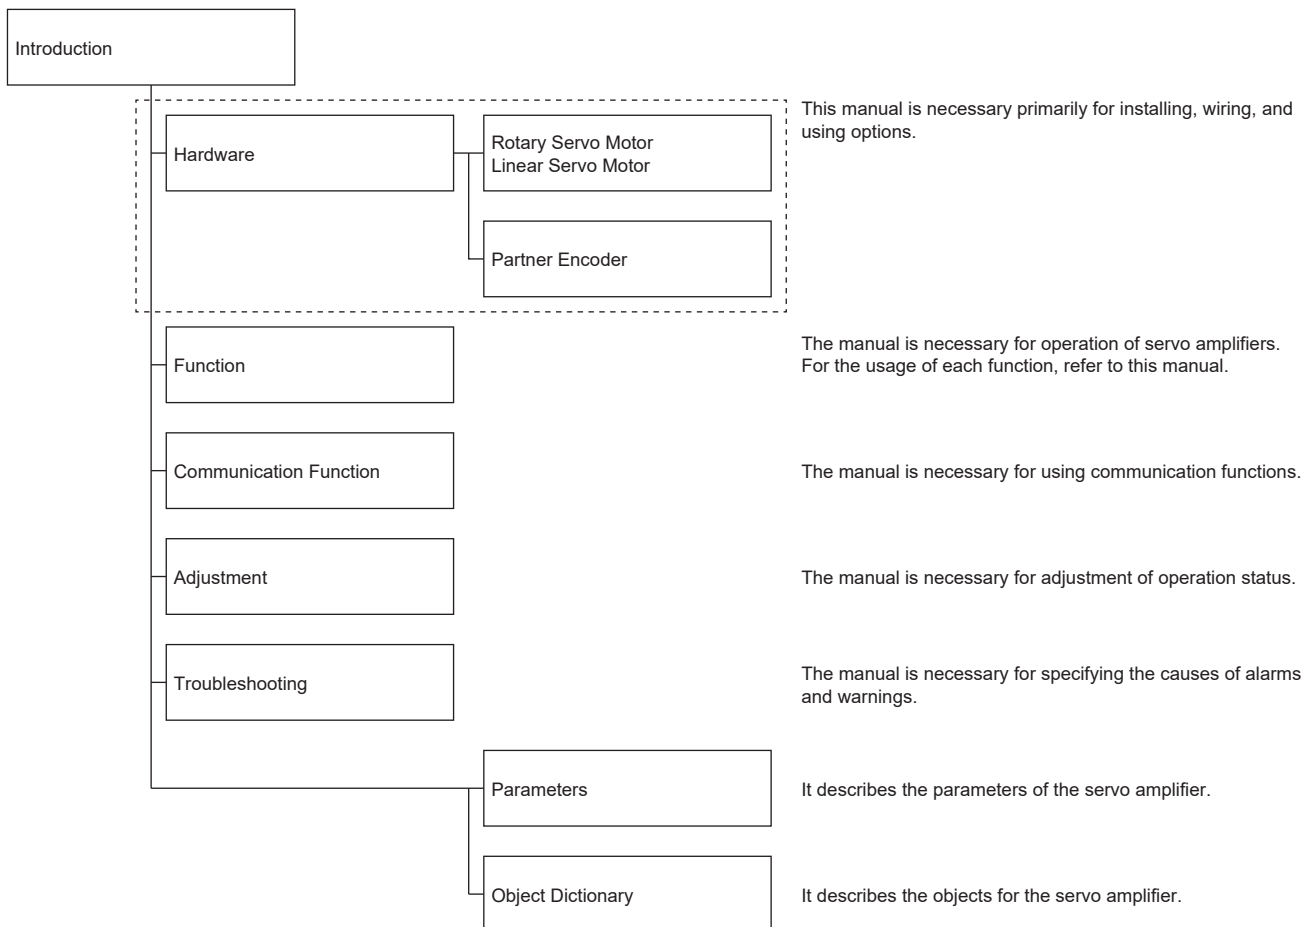 Introduction
This manual is necessary primarily for installing, wiring, and
using options.
Hardware
Rotary Servo Motor
Linear Servo Motor
Partner Encoder
Function
The manual is necessary for operation of servo amplifiers.
For the usage of each function, refer to this manual.
Communication Function
The manual is necessary for using communication functions.
Adjustment
The manual is necessary for adjustment of operation status.
Troubleshooting
The manual is necessary for specifying the causes of alarms
and warnings.
Parameters
It describes the parameters of the servo amplifier.
Object Dictionary
It describes the objects for the servo amplifier.